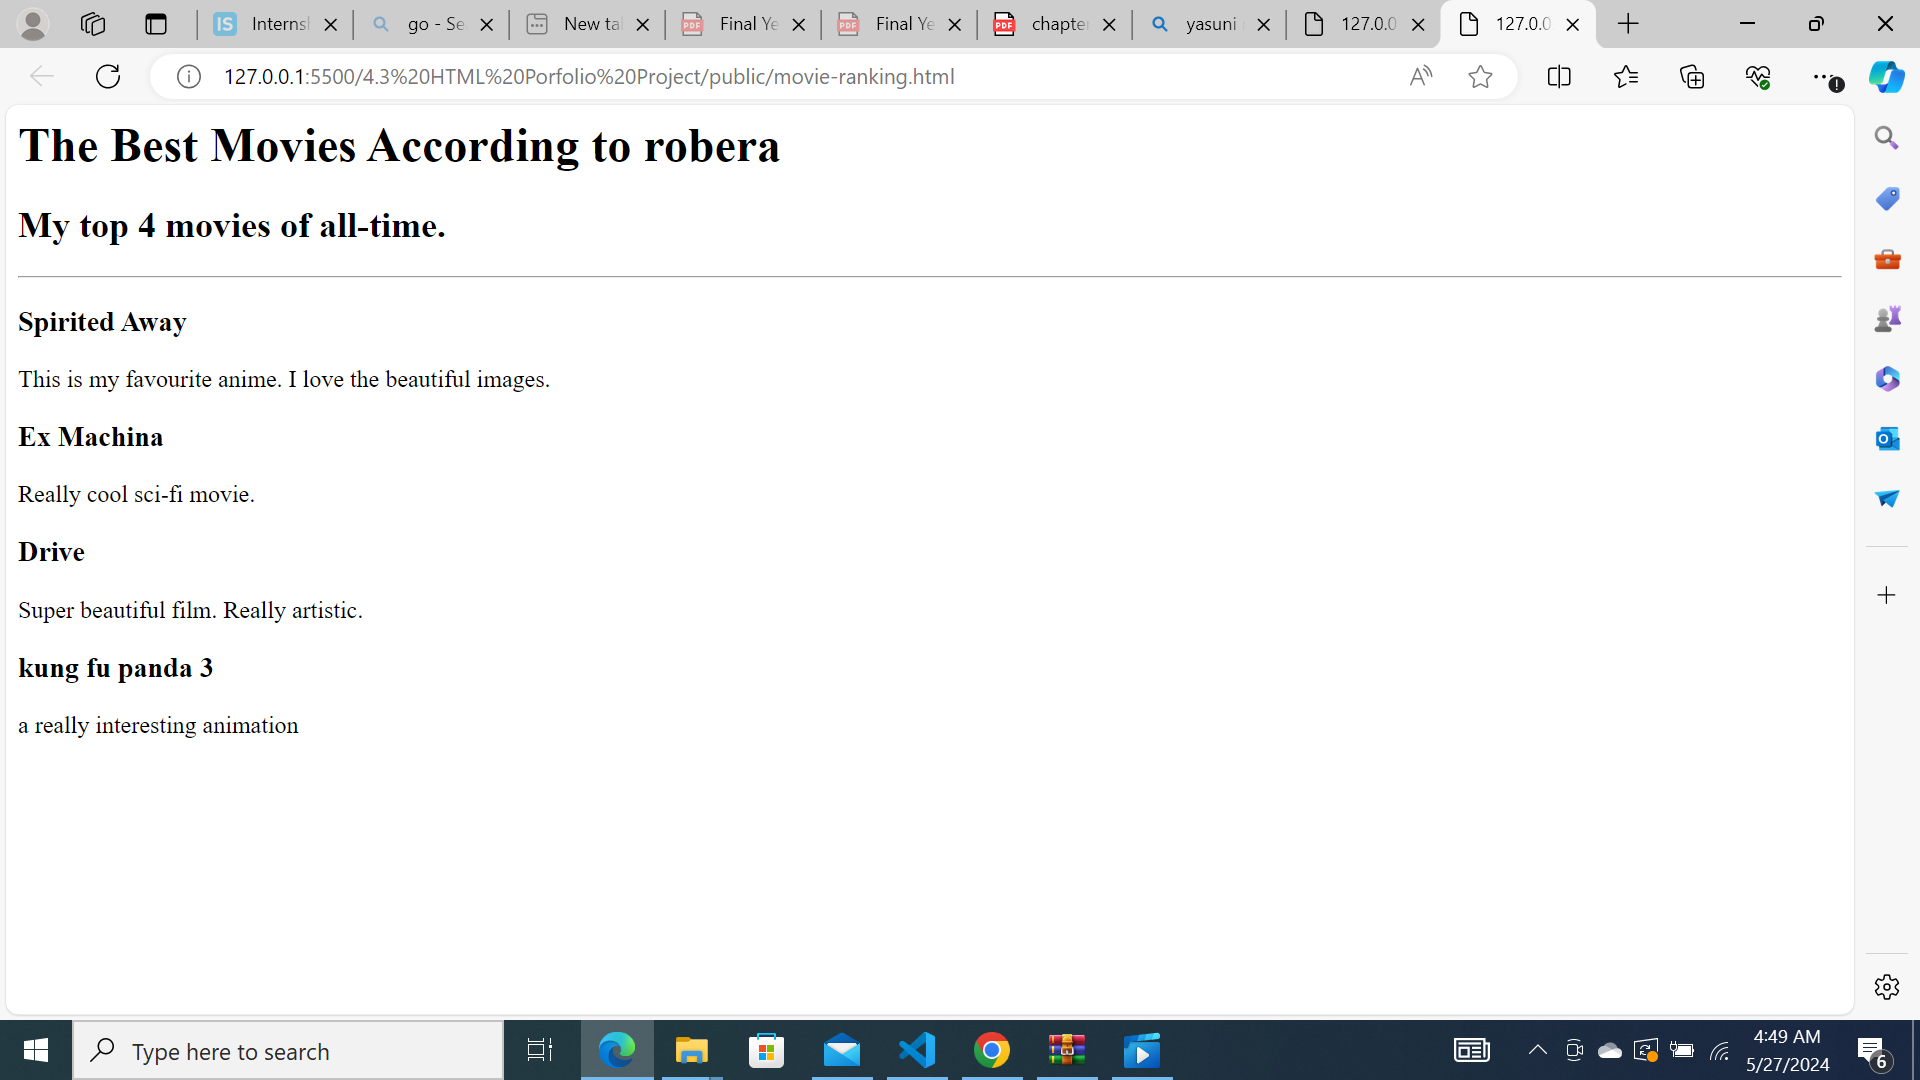 Internsh
go - Se
New tal
Final Ye
Final Ye
chapter
yasuni
127.0.0
127.0.0
127.0.0.1:5500/4.3%20HTML%20Porfolio%20Project/public/movie-ranking.html
The Best Movies According to robera
My top 4 movies of all-time.
Spirited Away
This is my favourite anime. I love the beautiful images.
Ex Machina
Really cool sci-fi movie.
Drive
Super beautiful film. Really artistic.
kung fu panda 3
a really interesting animation
Type here to search
4:49 AM
5/27/2024
6